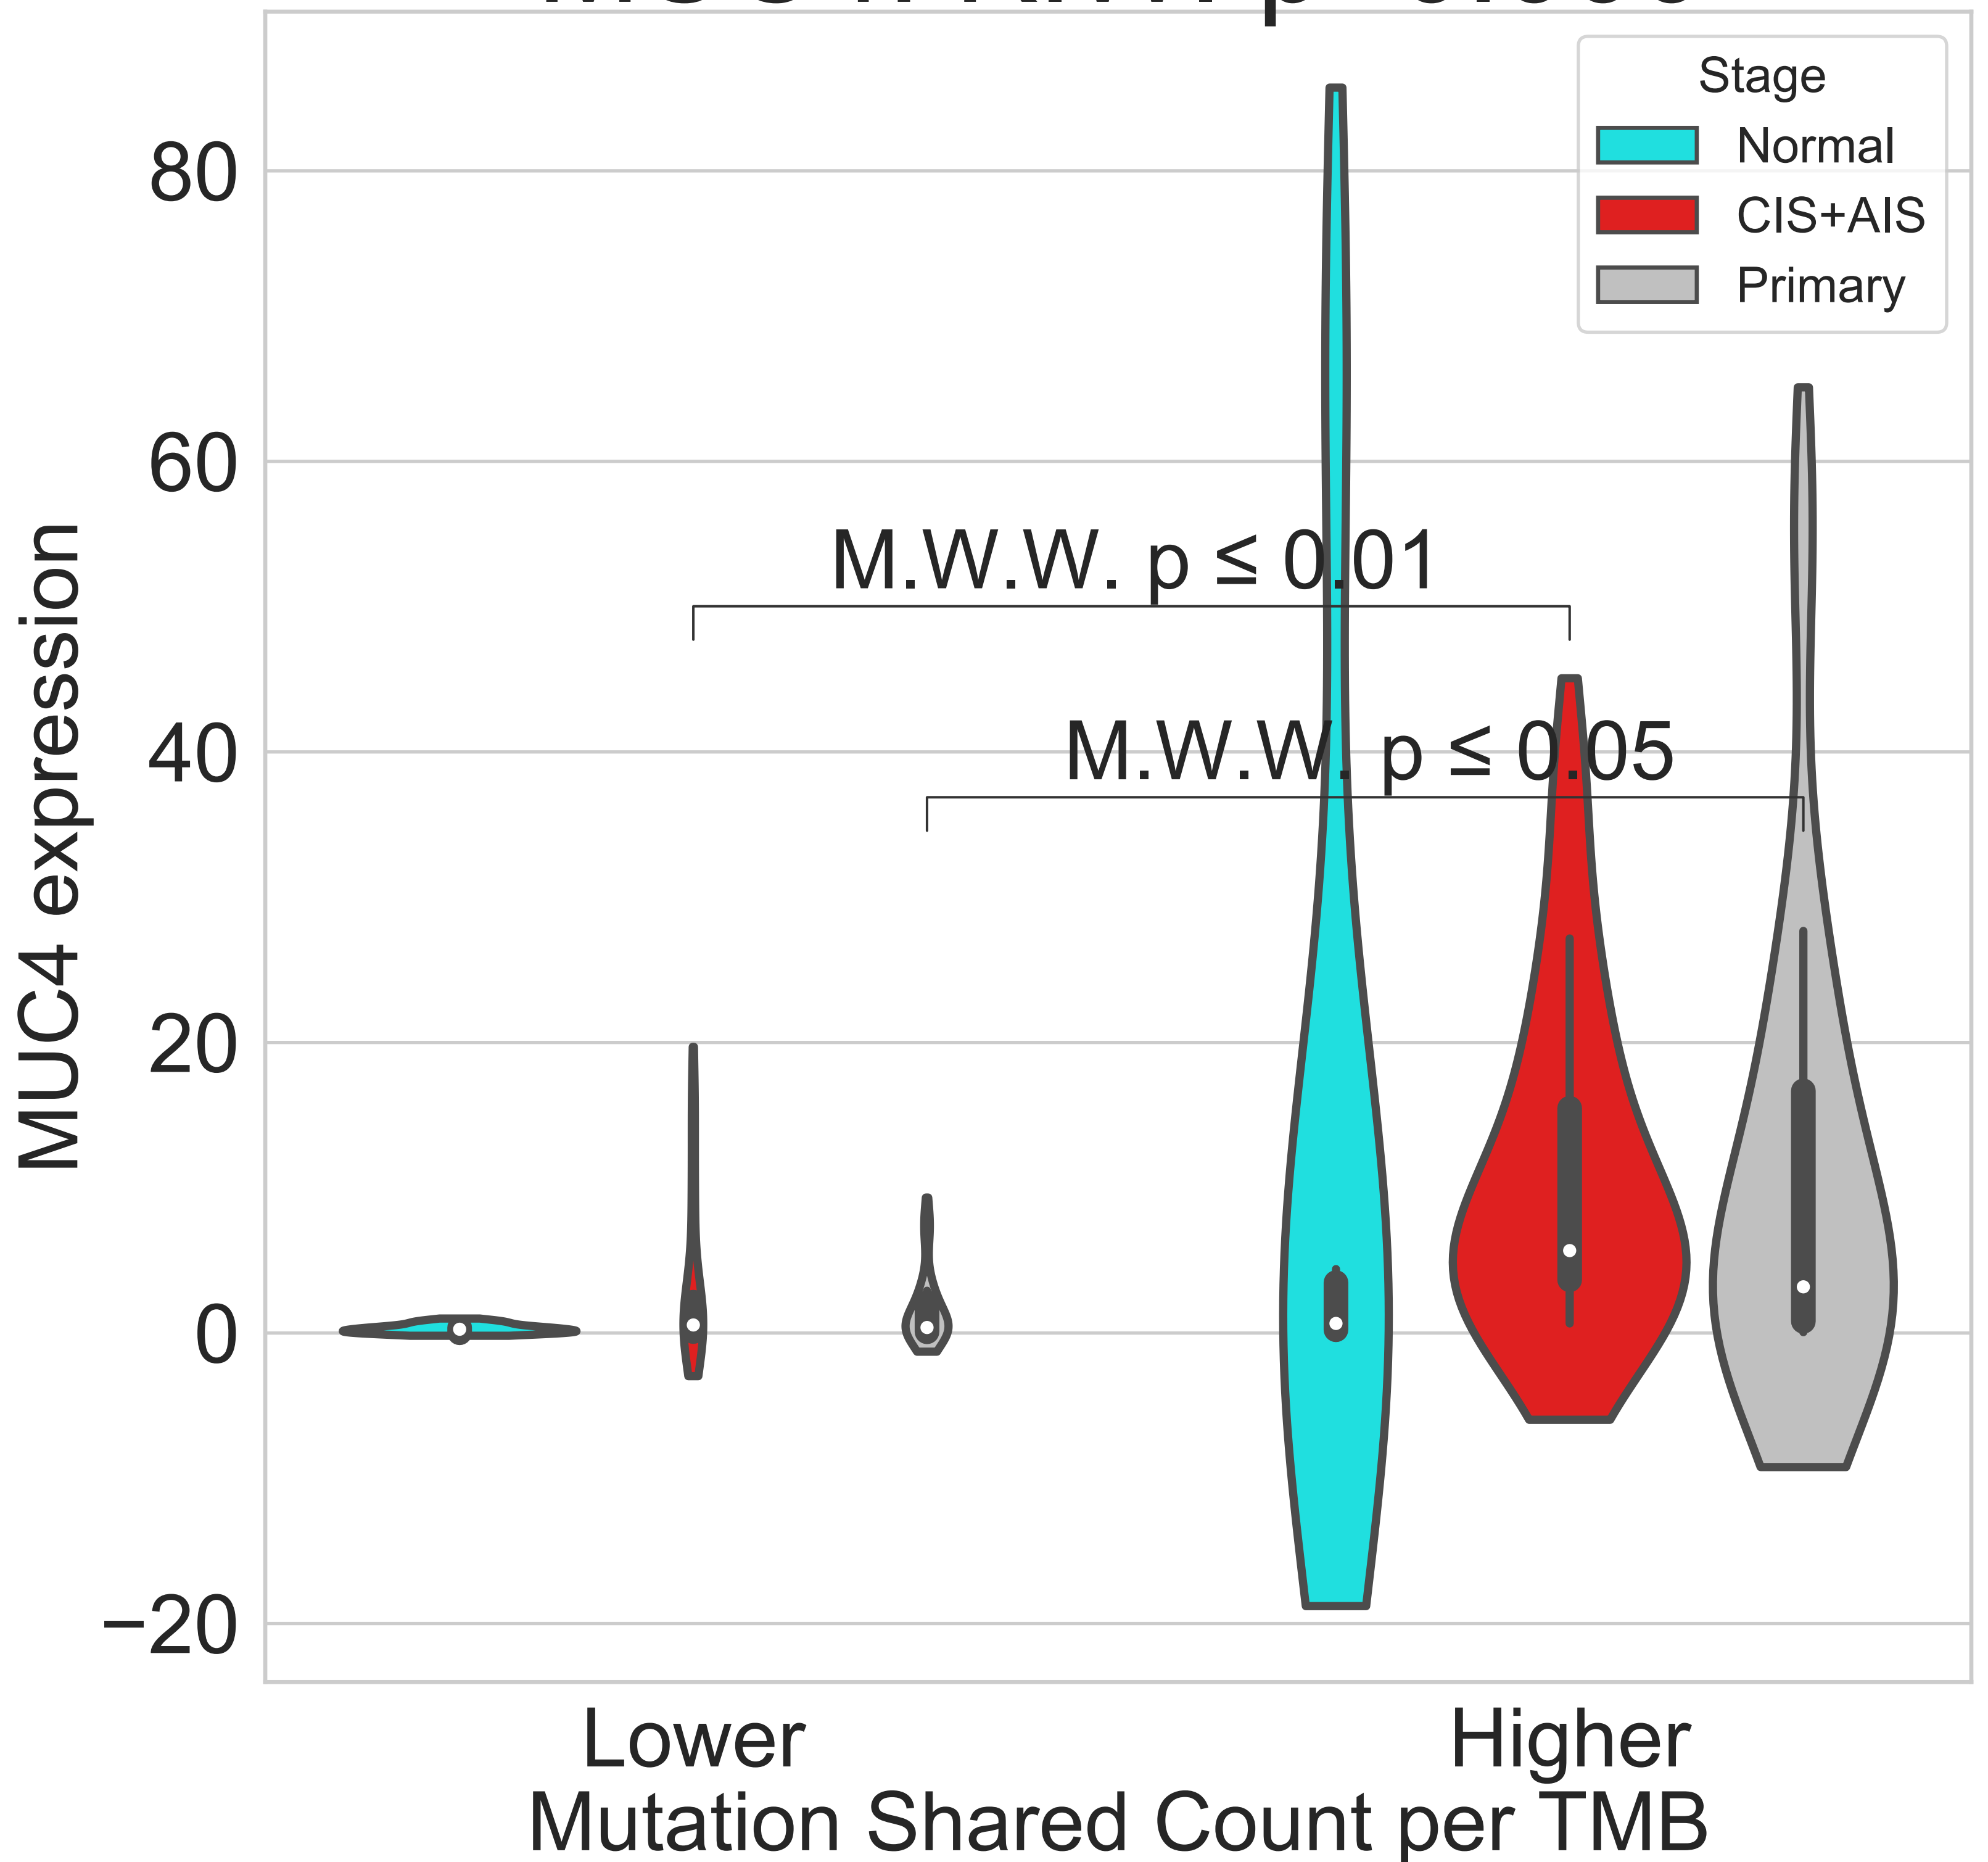 Stage
Normal
CIS+AIS
Primary
80
60
40
20
0
−20
MUC4 expression
M.W.W. p ≤ 0.01
M.W.W. p ≤ 0.05
Lower
Higher
Mutation Shared Count per TMB